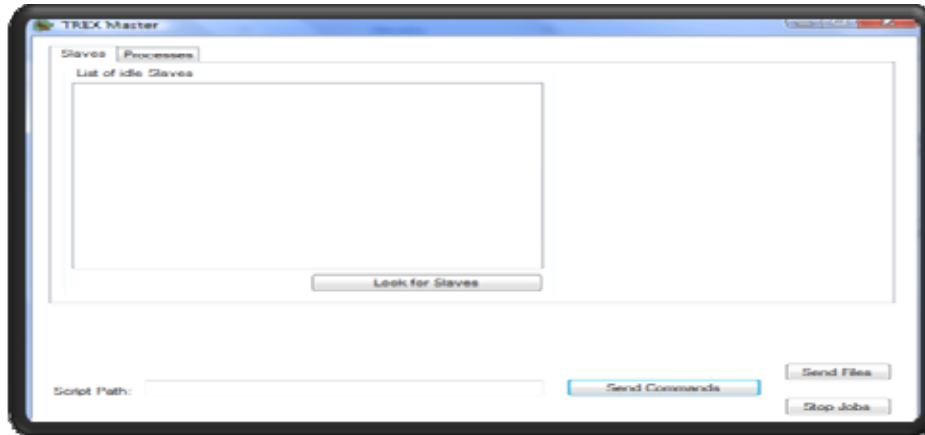 TREX Master
Slaves Processes
List of idle Slaves
Look for Slaves
Send Files
Script Path: Send Commands
Stop Jobs